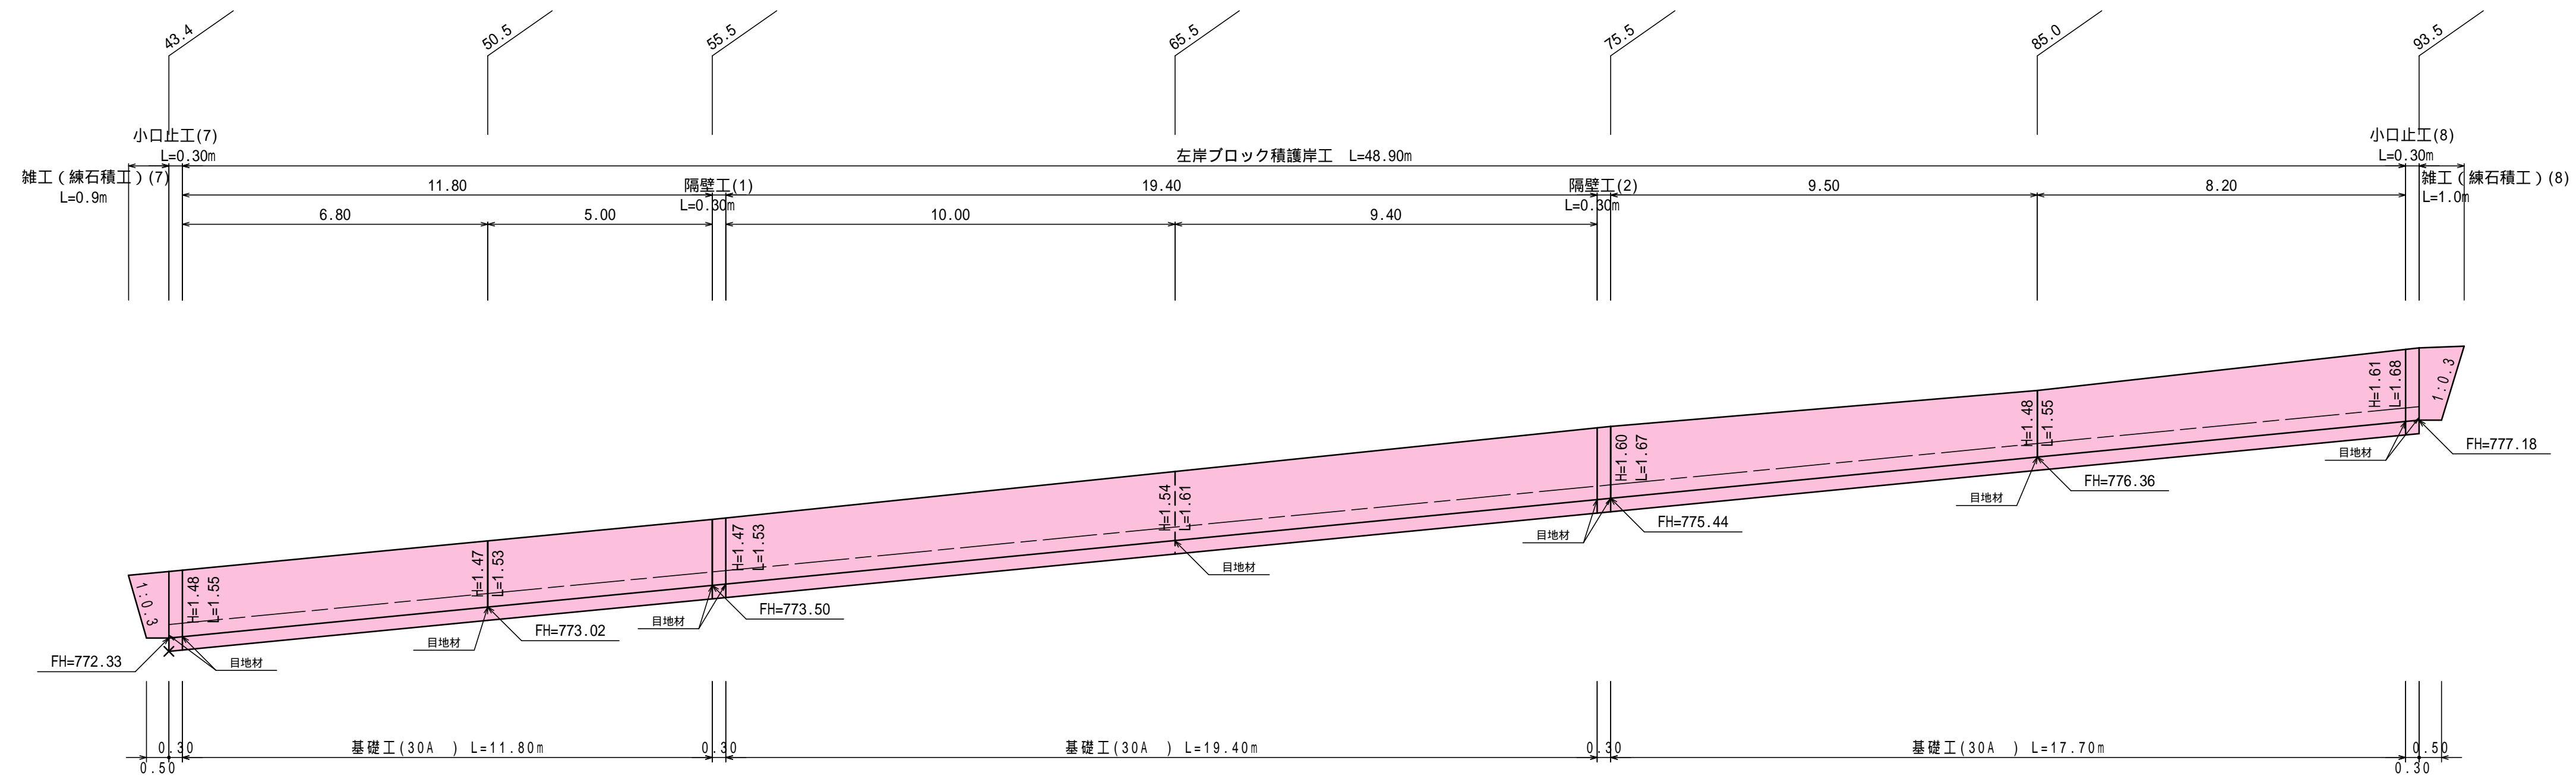 43.4
50.5
55.5
65.5
75.5
85.0
93.5
小口止工(7)
L=0.30m
左岸ブロック積護岸工 L=48.90m
小口止工(8)
L=0.30m
雑工(練石積工)(7)
L=0.9m
11.80
隔壁工(1)
L=0.30m
19.40
隔壁工(2)
L=0.30m
9.50
8.20
雑工(練石積工)(8)
L=1.0m
6.80
5.00
10.00
9.40
1:0.3
H=1.48
L=1.55
H=1.47
L=1.53
H=1.47
L=1.53
H=1.54
L=1.61
H=1.60
L=1.67
H=1.48
L=1.55
H=1.61
L=1.68
1:0.3
FH=772.33
目地材
目地材
FH=773.02
目地材
FH=773.50
目地材
目地材
FH=775.44
目地材
FH=776.36
目地材
FH=777.18
0.50
0.30
基礎工(30A ) L=11.80m
0.30
基礎工(30A ) L=19.40m
0.30
基礎工(30A ) L=17.70m
0.30
0.50